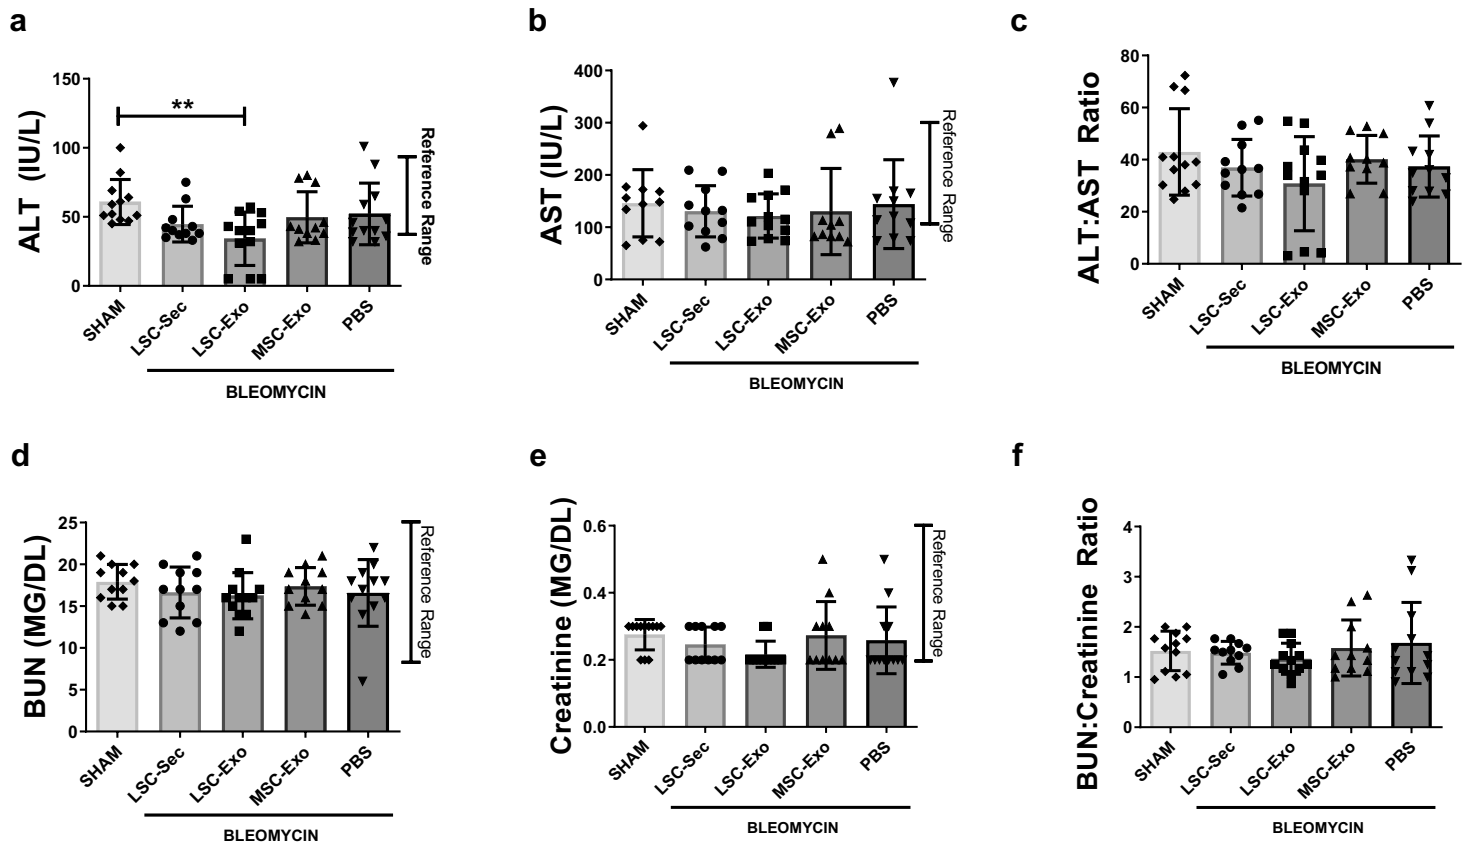 a
ALT (IU/L)
150
100
50
0
**
Reference Range
SHAM
LSC-Sec
LSC-Exo
MSC-Exo
PBS
BLEOMYCIN
b
AST (IU/L)
400
300
200
100
0
Reference Range
SHAM
LSC-Sec
LSC-Exo
MSC-Exo
PBS
BLEOMYCIN
c
ALT:AST Ratio
80
60
40
20
0
SHAM
LSC-Sec
LSC-Exo
MSC-Exo
PBS
BLEOMYCIN
d
BUN (MG/DL)
25
20
15
10
5
0
Reference Range
SHAM
LSC-Sec
LSC-Exo
MSC-Exo
PBS
BLEOMYCIN
e
Creatinine (MG/DL)
0.6
0.4
0.2
0.0
Reference Range
SHAM
LSC-Sec
LSC-Exo
MSC-Exo
PBS
BLEOMYCIN
f
BUN:Creatinine Ratio
4
3
2
1
0
SHAM
LSC-Sec
LSC-Exo
MSC-Exo
PBS
BLEOMYCIN